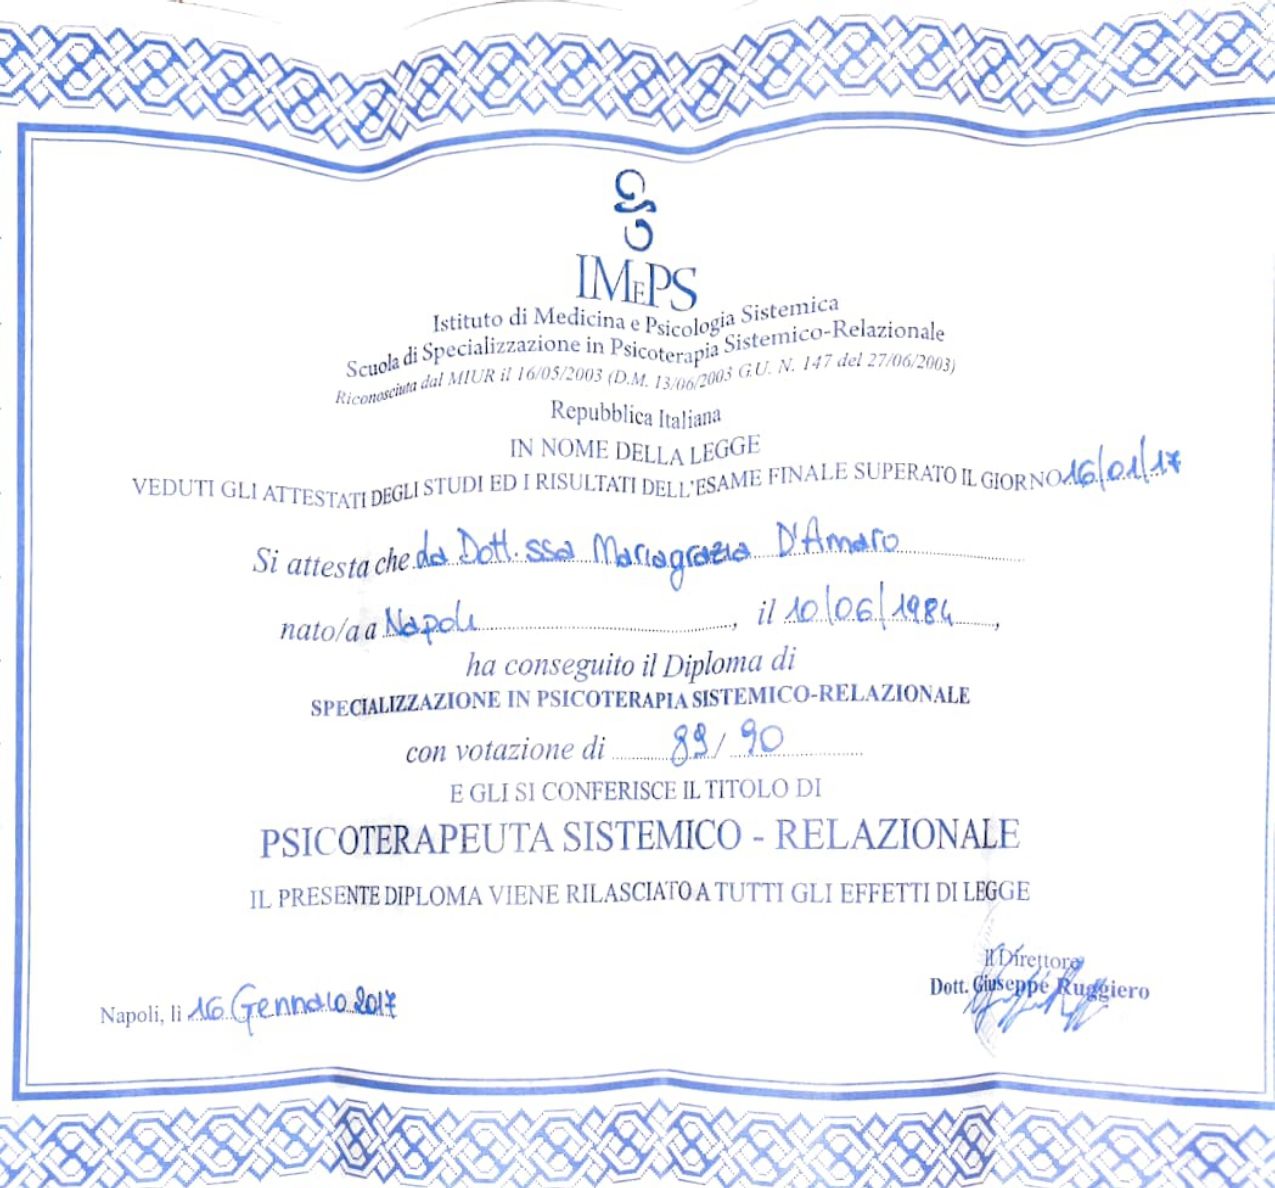 IMePS
Istituto di Medicina e Psicologia Sistemica
Scuola di Specializzazione in Psicoterapia Sistemico-Relazionale
Riconosciuta dal MIUR il 16/05/2003 (D.M. 13/06/2003 G.U. N. 147 del 27/06/2003)
Repubblica Italiana
IN NOME DELLA LEGGE
VEDUTI GLI ATTESTATI DEGLI STUDI ED I RISULTATI DELL'ESAME FINALE SUPERATO IL GIORNO 16/01/17
Si attesta che la Dott.ssa Mariagrazia D'Amaro
nato/a a Napoli, il 10/06/1984,
ha conseguito il Diploma di
SPECIALIZZAZIONE IN PSICOTERAPIA SISTEMICO-RELAZIONALE
con votazione di 89/90
E GLI SI CONFERISCE IL TITOLO DI
PSICOTERAPEUTA SISTEMICO - RELAZIONALE
IL PRESENTE DIPLOMA VIENE RILASCIATO A TUTTI GLI EFFETTI DI LEGGE
Il Direttore
Dott. Giuseppe Ruggiero
Napoli, lì 16 Gennaio 2017